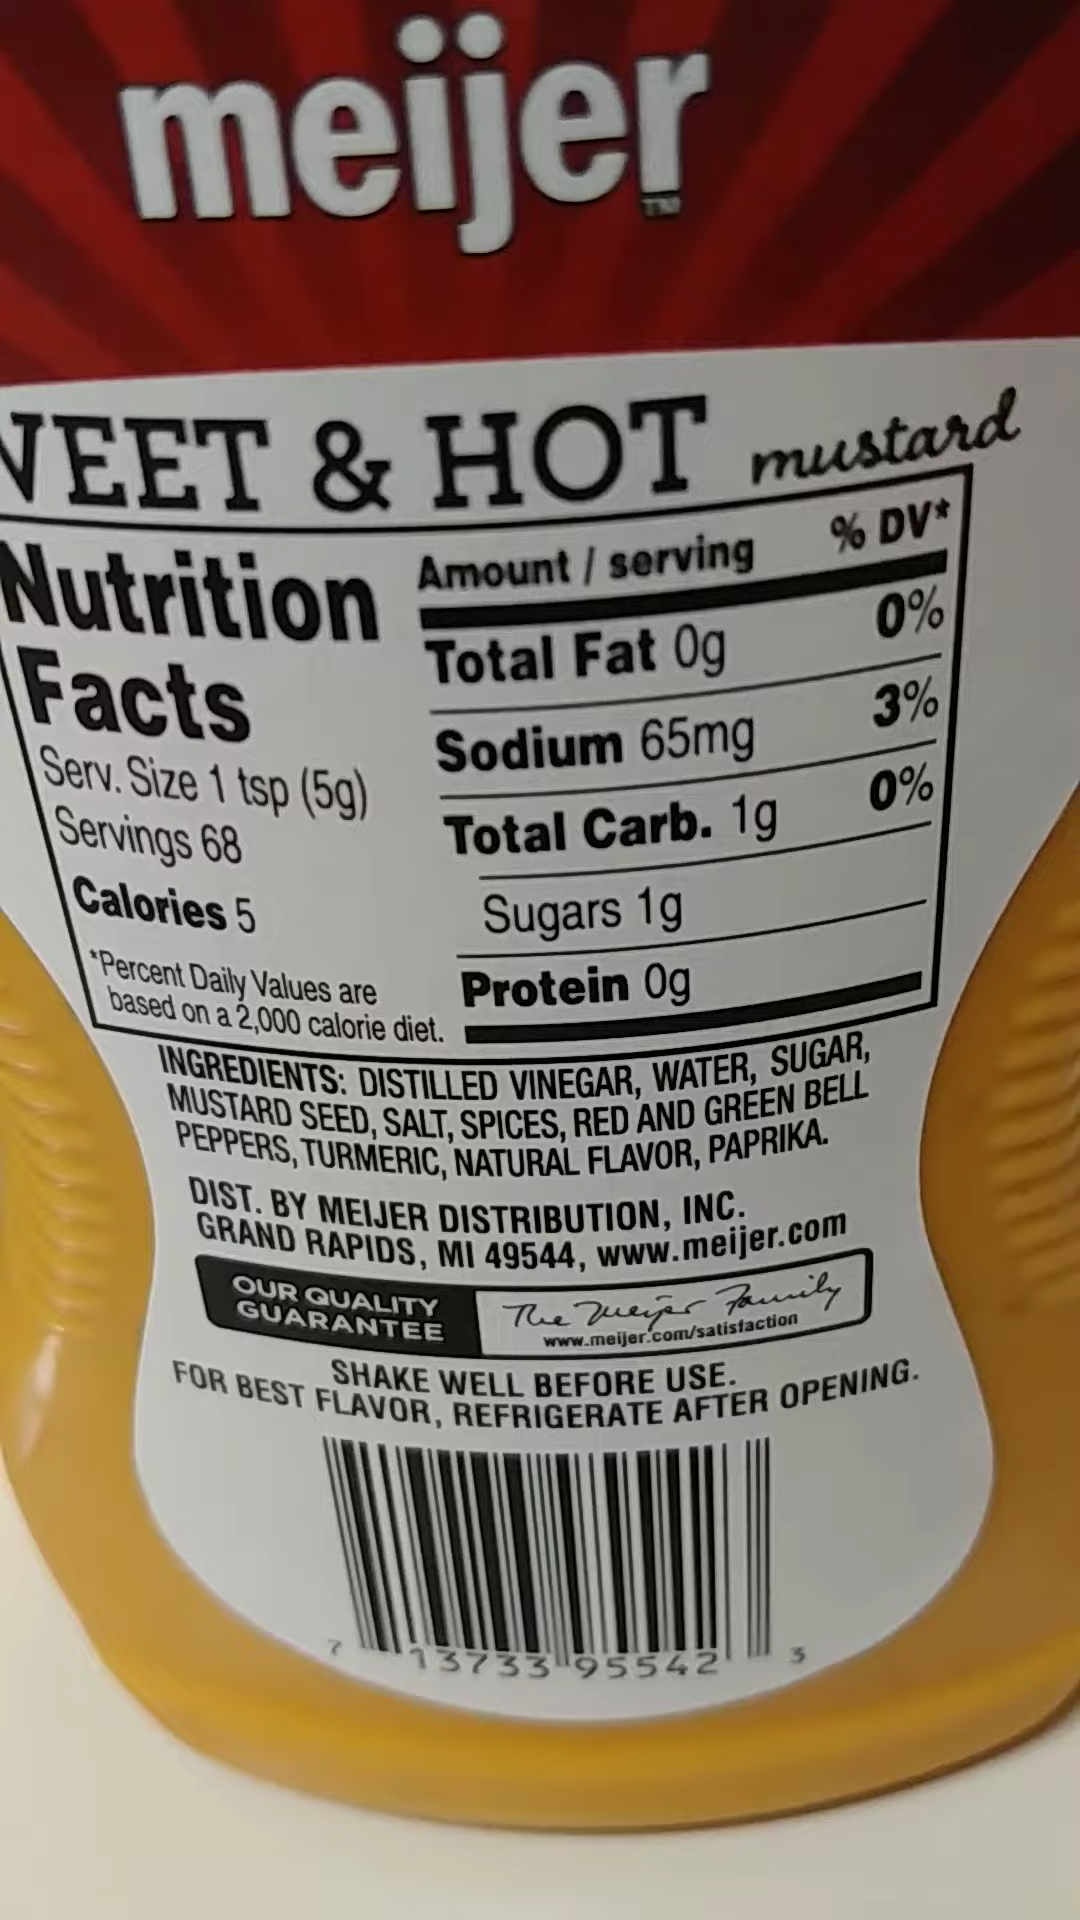 meijer
TM
WEET & HOT mustard
Nutrition
Facts
Serv. Size 1 tsp (5g)
Servings 68
Calories 5
*Percent Daily Values are
based on a 2,000 calorie diet.
Amount / serving % DV*
Total Fat 0g 0%
Sodium 65mg 3%
Total Carb. 1g 0%
Sugars 1g
Protein 0g
INGREDIENTS: DISTILLED VINEGAR, WATER, SUGAR,
MUSTARD SEED, SALT, SPICES, RED AND GREEN BELL
PEPPERS, TURMERIC, NATURAL FLAVOR, PAPRIKA.
DIST. BY MEIJER DISTRIBUTION, INC.
GRAND RAPIDS, MI 49544, www.meijer.com
OUR QUALITY
GUARANTEE
The Meijer Family
www.meijer.com/satisfaction
SHAKE WELL BEFORE USE.
FOR BEST FLAVOR, REFRIGERATE AFTER OPENING.
7 13733 95542 3